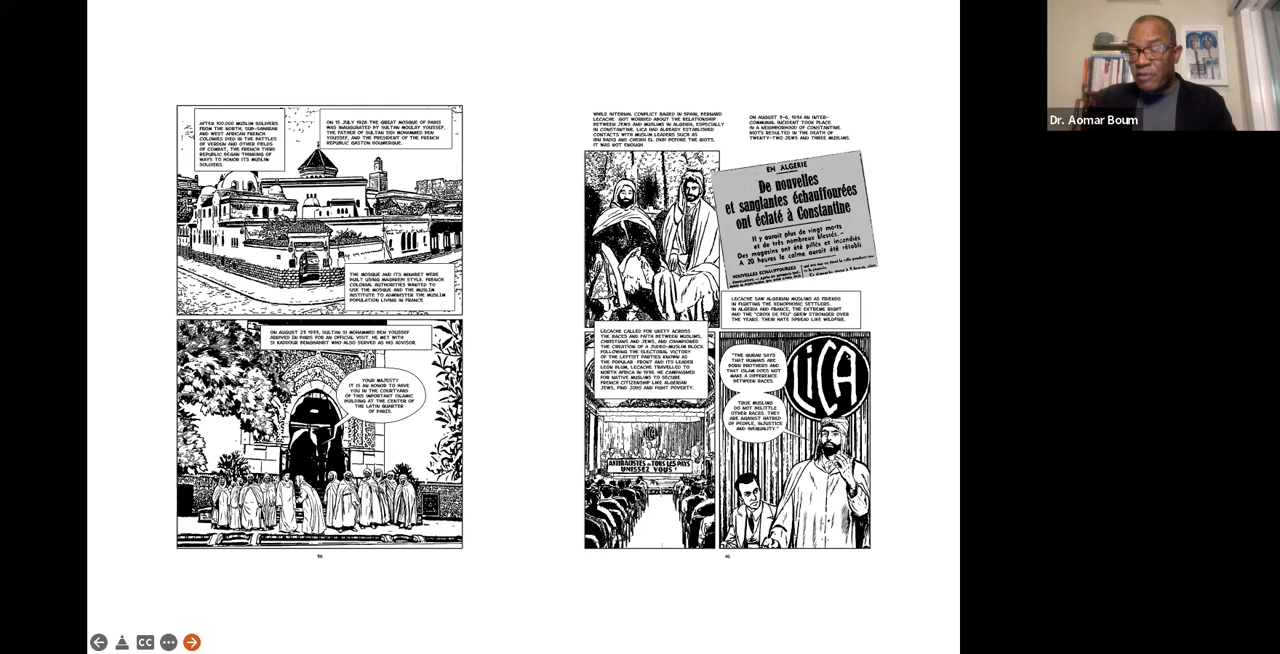 AFTER 100,000 MUSLIM SOLDIERS
FROM THE NORTH, SUB-SAHARAN
AND WEST AFRICAN FRENCH
COLONIES DIED IN THE BATTLES
OF VERDUN AND OTHER FIELDS
OF COMBAT, THE FRENCH THIRD
REPUBLIC BEGAN THINKING OF
WAYS TO HONOR ITS MUSLIM
SOLDIERS.
ON 15 JULY 1926 THE GREAT MOSQUE OF PARIS
WAS INAUGURATED BY SULTAN MOULAY YOUSSEF,
THE FATHER OF SULTAN SIDI MOHAMMED BEN
YOUSSEF, AND THE PRESIDENT OF THE FRENCH
REPUBLIC GASTON DOUMERGUE.
THE MOSQUE AND ITS MINARET WERE
BUILT USING MAGHREBI STYLE. FRENCH
COLONIAL AUTHORITIES WANTED TO
USE THE MOSQUE AND THE MUSLIM
INSTITUTE TO ADMINISTER THE MUSLIM
POPULATION LIVING IN FRANCE.
ON AUGUST 23 1933, SULTAN SI MOHAMMED BEN YOUSSEF
ARRIVED IN PARIS FOR AN OFFICIAL VISIT. HE MET WITH
SI KADDOUR BENGHABRIT WHO ALSO SERVED AS HIS ADVISOR.
YOUR MAJESTY
IT IS AN HONOR TO HAVE
YOU IN THE COURTYARD
OF THIS IMPORTANT ISLAMIC
BUILDING AT THE CENTER OF
THE LATIN QUARTER
OF PARIS.
WHILE INTERNAL CONFLICT RAGED IN SPAIN, BERNARD
LECACHE GOT WORRIED ABOUT THE RELATIONSHIP
BETWEEN JEWS AND MUSLIMS IN ALGERIA, ESPECIALLY
IN CONSTANTINE. LICA HAD ALREADY ESTABLISHED
CONTACTS WITH MUSLIM LEADERS SUCH AS
IBN BADIS AND CHEIKH EL OKBI BEFORE THE RIOTS.
IT WAS NOT ENOUGH.
ON AUGUST 3-6, 1934 AN INTER-
COMMUNAL INCIDENT TOOK PLACE
IN A NEIGHBORHOOD OF CONSTANTINE.
RIOTS RESULTED IN THE DEATH OF
TWENTY-TWO JEWS AND THREE MUSLIMS.
EN ALGERIE
De nouvelles
et sanglantes échauffourées
ont éclaté à Constantine
Il y aurait plus de vingt morts
et de très nombreux blessés. -
Des magasins ont été pillés et incendiés
A 20 heures le calme aurait été rétabli
NOUVELLES ECHAUFFOURÉES
LECACHE SAW ALGERIAN MUSLIMS AS FRIENDS
IN FIGHTING THE XENOPHOBIC SETTLERS
IN ALGERIA AND FRANCE, THE EXTREME RIGHT
AND THE "CROIX DE FEU" GREW STRONGER OVER
THE YEARS. THEIR HATE SPREAD LIKE WILDFIRE.
LECACHE CALLED FOR UNITY ACROSS
THE RACES AND FAITH BETWEEN MUSLIMS,
CHRISTIANS AND JEWS, AND CHAMPIONED
THE CREATION OF A JUDEO-MUSLIM BLOCK.
FOLLOWING THE ELECTORAL VICTORY
OF THE LEFTIST PARTIES KNOWN AS
THE POPULAR FRONT AND ITS LEADER
LEON BLUM, LECACHE TRAVELLED TO
NORTH AFRICA IN 1936. HE CAMPAIGNED
FOR NATIVE MUSLIMS TO SECURE
FRENCH CITIZENSHIP LIKE ALGERIAN
JEWS, FIND JOBS AND FIGHT POVERTY.
LICA
ANTIRACISTES DE TOUS LES PAYS
UNISSEZ VOUS!
"THE QURAN SAYS
THAT HUMANS ARE
BORN BROTHERS AND
THAT ISLAM DOES NOT
MAKE A DIFFERENCE
BETWEEN RACES.
TRUE MUSLIMS
DO NOT BELITTLE
OTHER RACES. THEY
ARE AGAINST HATRED
OF PEOPLE, INJUSTICE
AND INEQUALITY."
LICA
CC
Dr. Aomar Boum